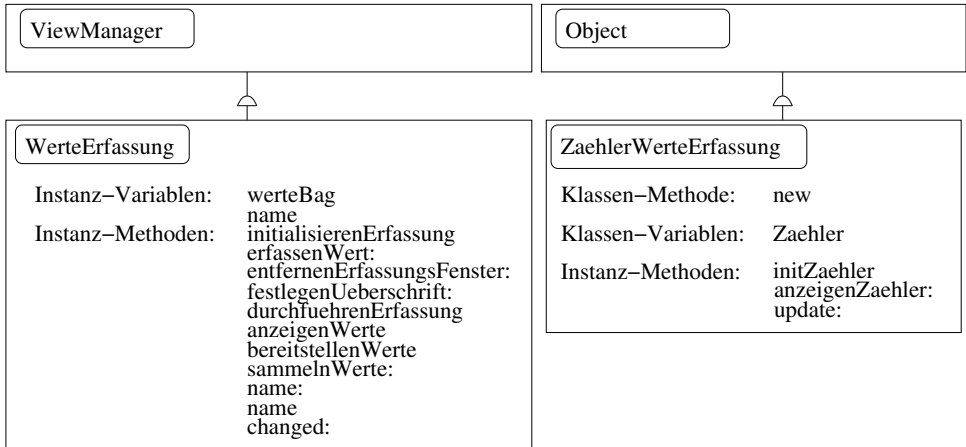 ViewManager
Object
WerteErfassung
Instanz−Variablen: werteBag
name
Instanz−Methoden: initialisierenErfassung
erfassenWert:
entfernenErfassungsFenster:
festlegenUeberschrift:
durchfuehrenErfassung
anzeigenWerte
bereitstellenWerte
sammelnWerte:
name:
name
changed:
ZaehlerWerteErfassung
Klassen−Methode: new
Klassen−Variablen: Zaehler
Instanz−Methoden: initZaehler
anzeigenZaehler:
update: